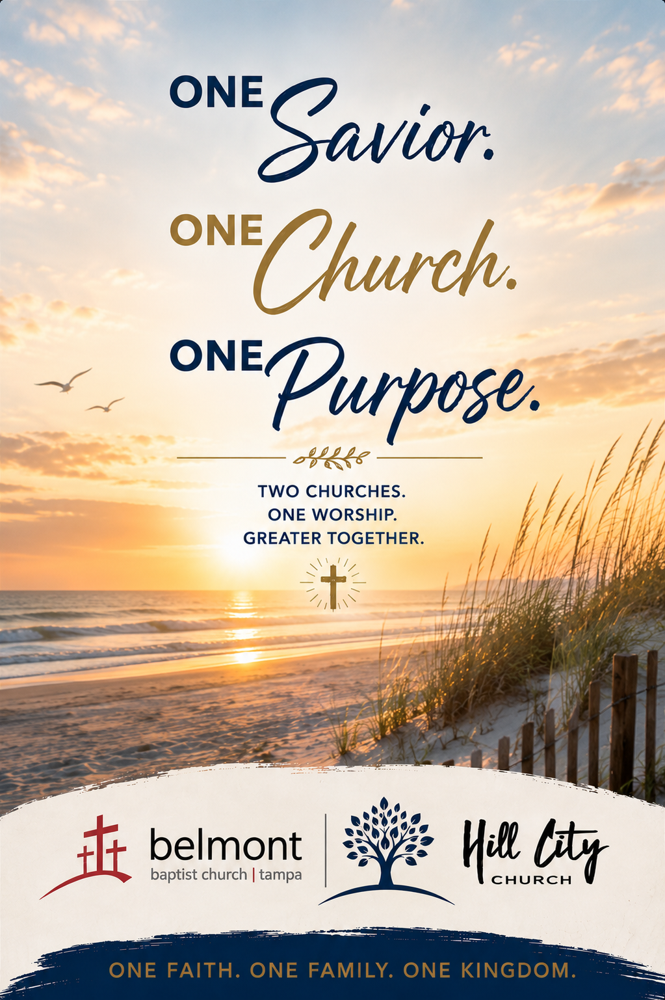 ONE Savior.
ONE Church.
ONE Purpose.
TWO CHURCHES.
ONE WORSHIP.
GREATER TOGETHER.
belmont
baptist church | tampa
Hill City
CHURCH
ONE FAITH. ONE FAMILY. ONE KINGDOM.